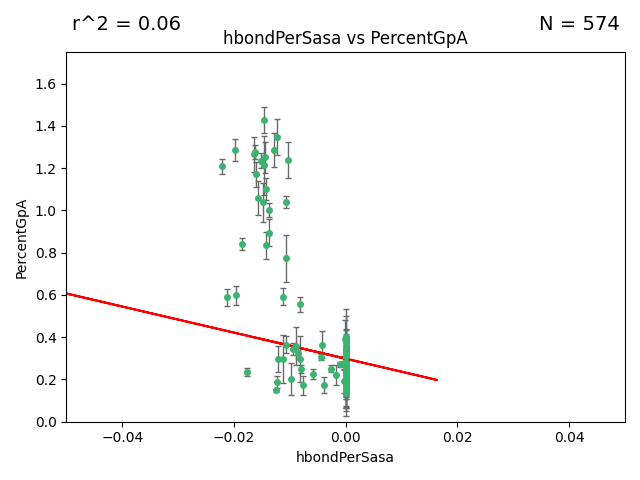 r^2 = 0.06
N = 574
hbondPerSasa vs PercentGpA
1.6
1.4
1.2
1.0
0.8
0.6
0.4
0.2
0.0
PercentGpA
−0.04
−0.02
0.00
0.02
0.04
hbondPerSasa